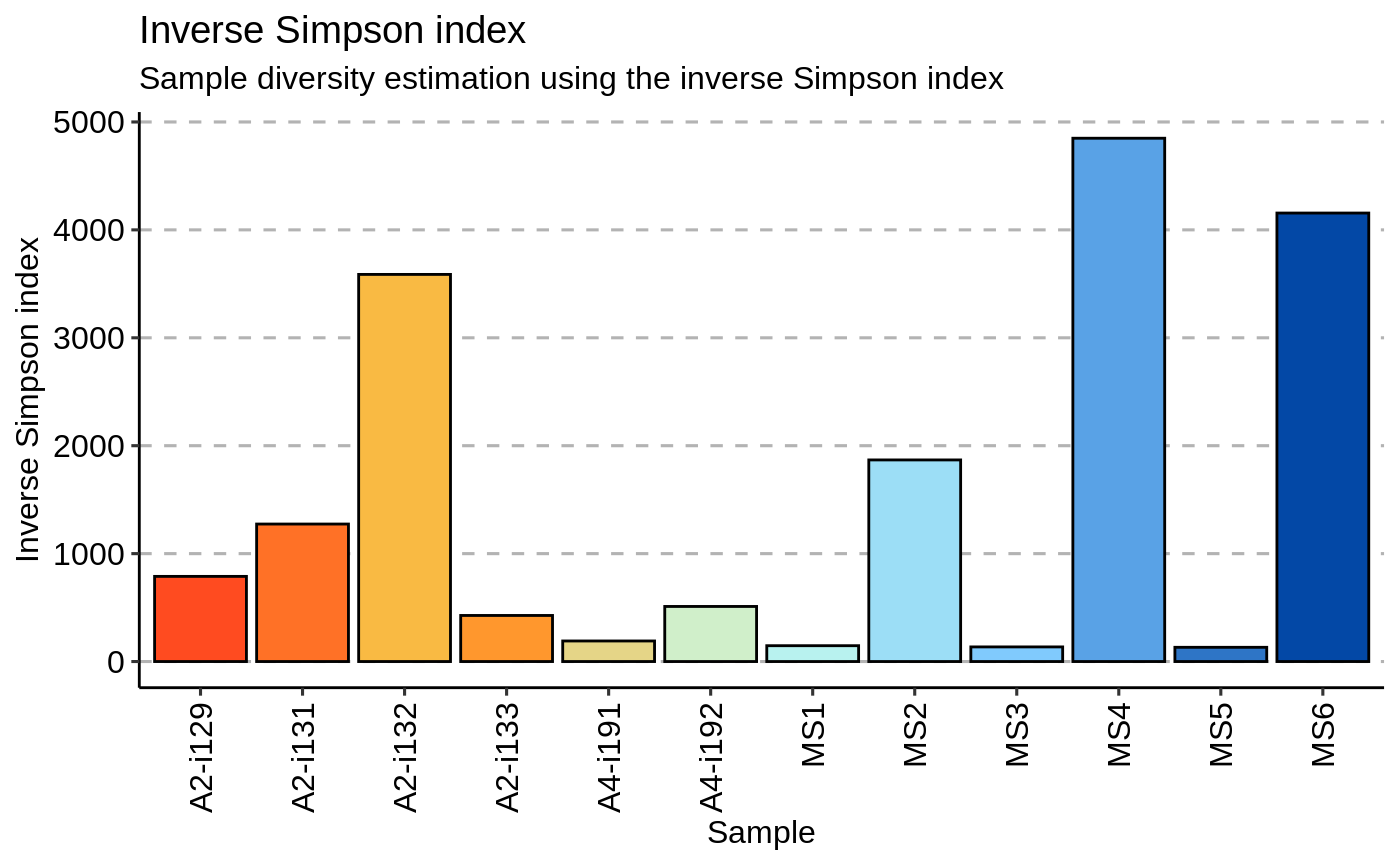 Inverse Simpson index
Sample diversity estimation using the inverse Simpson index
Inverse Simpson index
5000
4000
3000
2000
1000
0
A2-i129
A2-i131
A2-i132
A2-i133
A4-i191
A4-i192
MS1
MS2
MS3
MS4
MS5
MS6
Sample